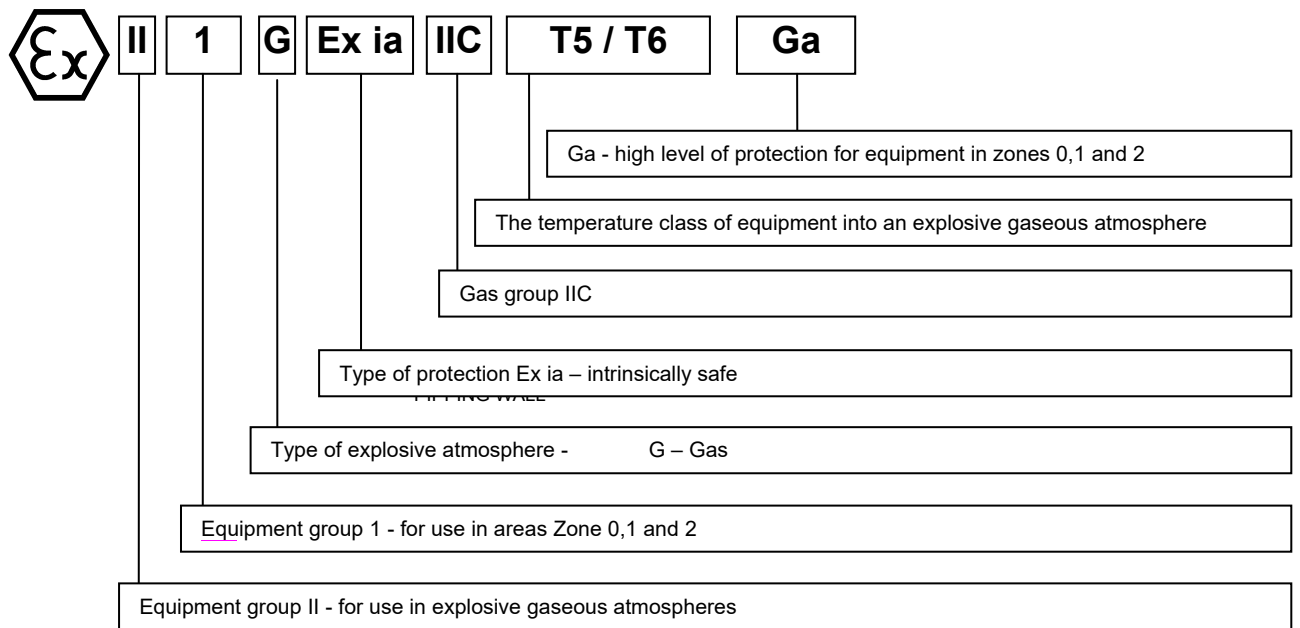 Ex II 1 G Ex ia IIC T5 / T6 Ga
Ga - high level of protection for equipment in zones 0,1 and 2
The temperature class of equipment into an explosive gaseous atmosphere
Gas group IIC
Type of protection Ex ia – intrinsically safe
Type of explosive atmosphere - G – Gas
Equipment group 1 - for use in areas Zone 0,1 and 2
Equipment group II - for use in explosive gaseous atmospheres